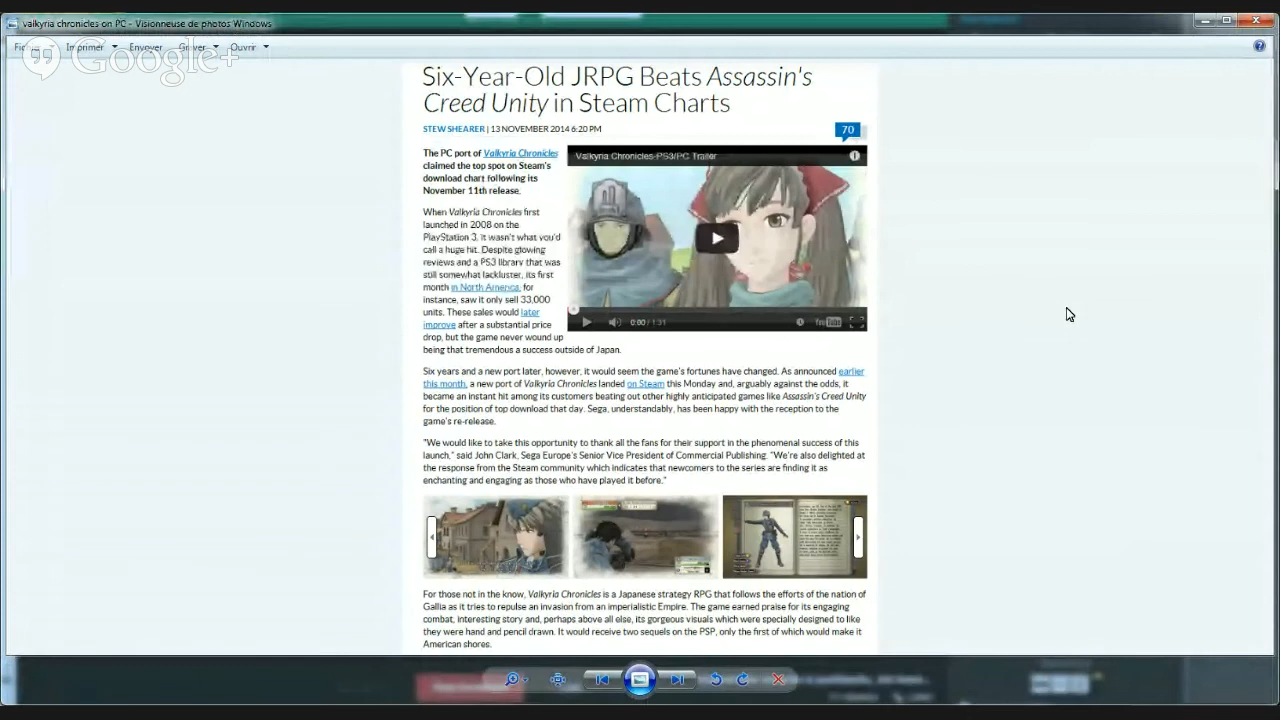 valkyria chronicles on PC - Visionneuse de photos Windows
Imprimer Envoyer Graver Ouvrir
Google+
Six-Year-Old JRPG Beats Assassin's
Creed Unity in Steam Charts
STEW SHEARER | 13 NOVEMBER 2014 6:20 PM
70
The PC port of Valkyria Chronicles
claimed the top spot on Steam's
download chart following its
November 11th release.
Valkyria Chronicles-PS3/PC Trailer
0:00 / 1:31
YouTube
When Valkyria Chronicles first
launched in 2008 on the
PlayStation 3, it wasn't what you'd
call a huge hit. Despite glowing
reviews and a PS3 library that was
still somewhat lackluster, its first
month in North America, for
instance, saw it only sell 33,000
units. These sales would later
improve after a substantial price
drop, but the game never wound up
being that tremendous a success outside of Japan.
Six years and a new port later, however, it would seem the game's fortunes have changed. As announced earlier
this month, a new port of Valkyria Chronicles landed on Steam this Monday and, arguably against the odds, it
became an instant hit among its customers beating out other highly anticipated games like Assassin's Creed Unity
for the position of top download that day. Sega, understandably, has been happy with the reception to the
game's re-release.
"We would like to take this opportunity to thank all the fans for their support in the phenomenal success of this
launch," said John Clark, Sega Europe's Senior Vice President of Commercial Publishing. "We're also delighted at
the response from the Steam community which indicates that newcomers to the series are finding it as
enchanting and engaging as those who have played it before."
For those not in the know, Valkyria Chronicles is a Japanese strategy RPG that follows the efforts of the nation of
Gallia as it tries to repulse an invasion from an imperialistic Empire. The game earned praise for its engaging
combat, interesting story and, perhaps above all else, its gorgeous visuals which were specially designed to like
they were hand and pencil drawn. It would receive two sequels on the PSP, only the first of which would make it
American shores.